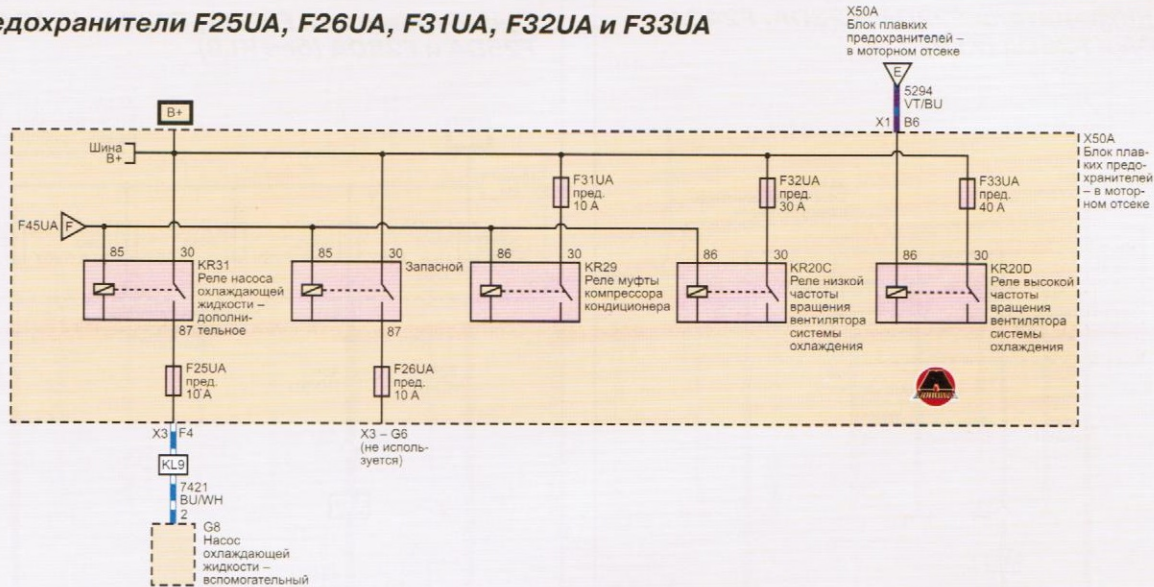 едохранители F25UA, F26UA, F31UA, F32UA и F33UA
X50A
Блок плавких
предохранителей –
в моторном отсеке
E
5294
VT/BU
X1 B6
B+
X50A
Блок плав-
ких предо-
хранителей
– в мотор-
ном отсеке
Шина
B+
F31UA
пред.
10 А
F32UA
пред.
30 А
F33UA
пред.
40 А
F45UA F
85 30
KR31
Реле насоса
охлаждающей
жидкости –
дополни-
тельное
87
85 30
Запасной
87
86 30
KR29
Реле муфты
компрессора
кондиционера
86 30
KR20C
Реле низкой
частоты
вращения
вентилятора
системы
охлаждения
86 30
KR20D
Реле высокой
частоты
вращения
вентилятора
системы
охлаждения
F25UA
пред.
10 А
F26UA
пред.
10 А
X3 F4
X3 – G6
(не исполь-
зуется)
KL9
7421
BU/WH
2
G8
Насос
охлаждающей
жидкости –
вспомогательный